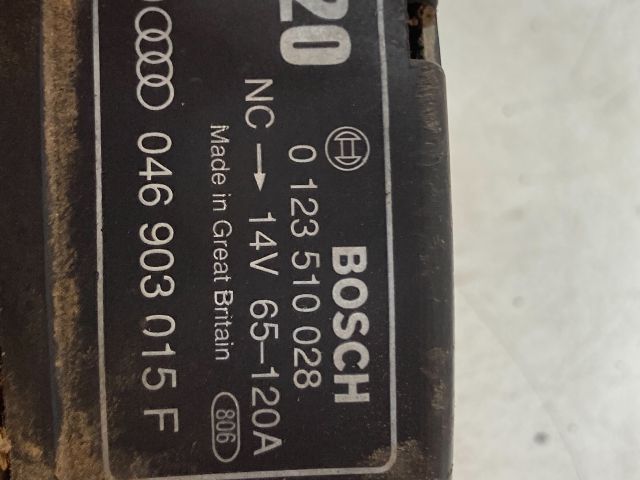 20
BOSCH
0 123 510 028
NC → 14V 65-120A
Made in Great Britain 806
046 903 015 F